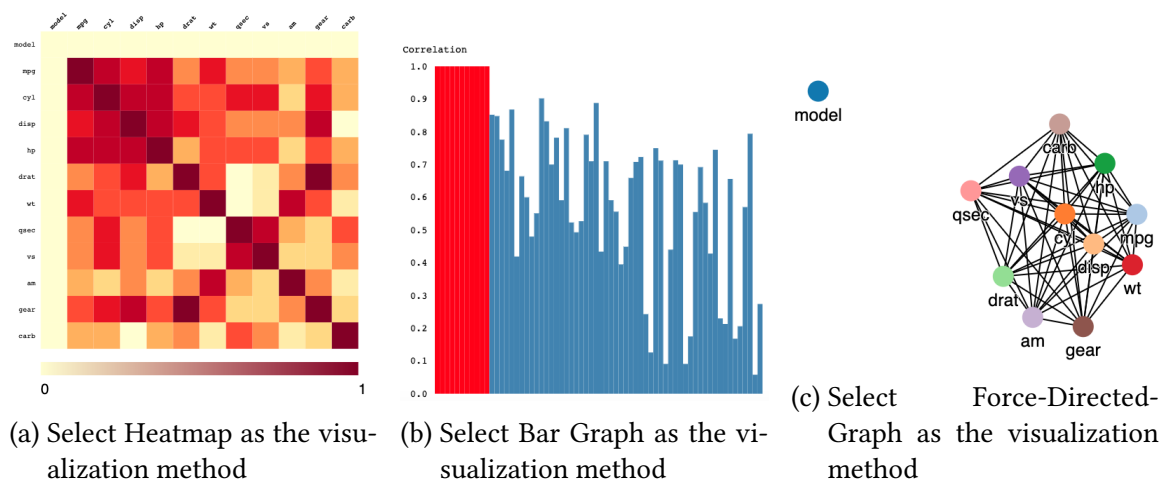 model mpg cyl disp hp drat wt qsec vs am gear carb
model
mpg
cyl
disp
hp
drat
wt
qsec
vs
am
gear
carb
0 1
(a) Select Heatmap as the visu-
alization method
Correlation
1.0
0.9
0.8
0.7
0.6
0.5
0.4
0.3
0.2
0.1
0.0
(b) Select Bar Graph as the vi-
sualization method
model
carb
hp
vs
qsec
cyl
mpg
disp
wt
drat
am
gear
(c) Select Force-Directed-
Graph as the visualization
method